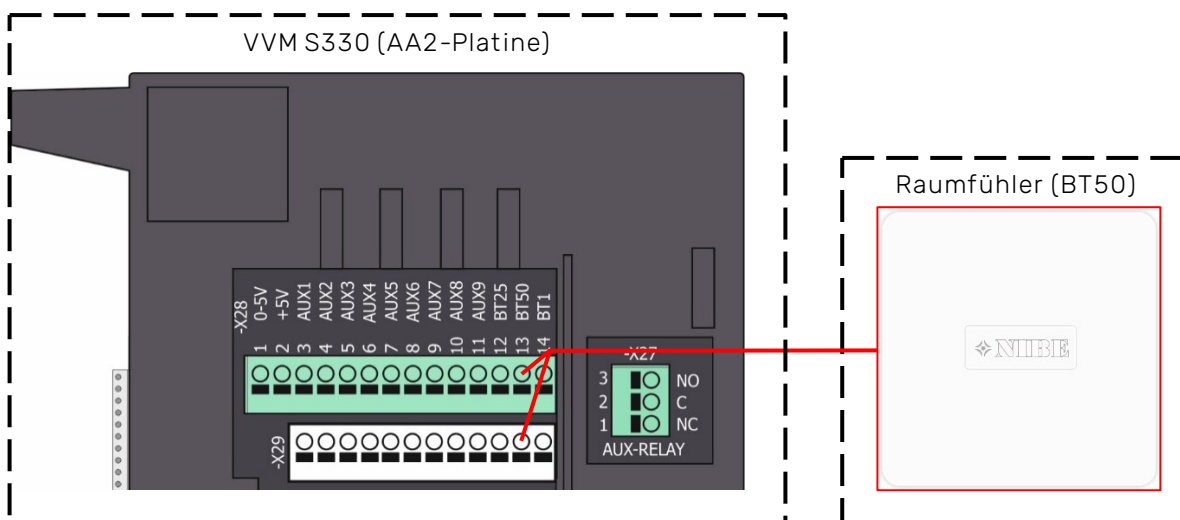 VVM S330 (AA2-Platine)
Raumfühler (BT50)
-X28
0-5V
+5V
AUX1
AUX2
AUX3
AUX4
AUX5
AUX6
AUX7
AUX8
AUX9
BT25
BT50
BT1
1 2 3 4 5 6 7 8 9 10 11 12 13 14
-X27
3 NO
2 C
1 NC
AUX-RELAY
-X29
NIBE